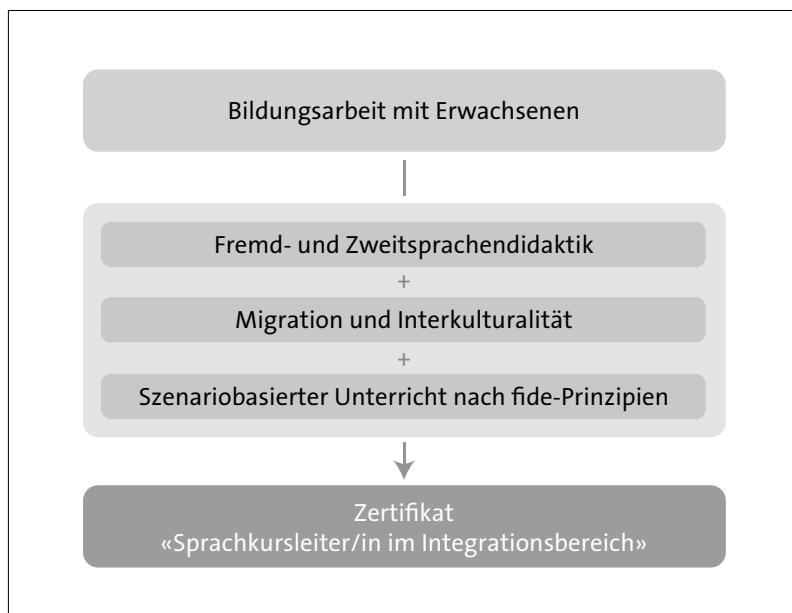 Bildungsarbeit mit Erwachsenen
Fremd- und Zweitsprachendidaktik
+
Migration und Interkulturalität
+
Szenariobasierter Unterricht nach fide-Prinzipien
Zertifikat
«Sprachkursleiter/in im Integrationsbereich»